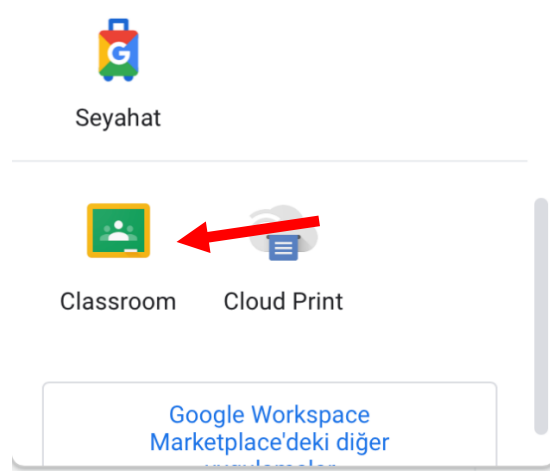 Seyahat
Classroom Cloud Print
Google Workspace
Marketplace'deki diğer